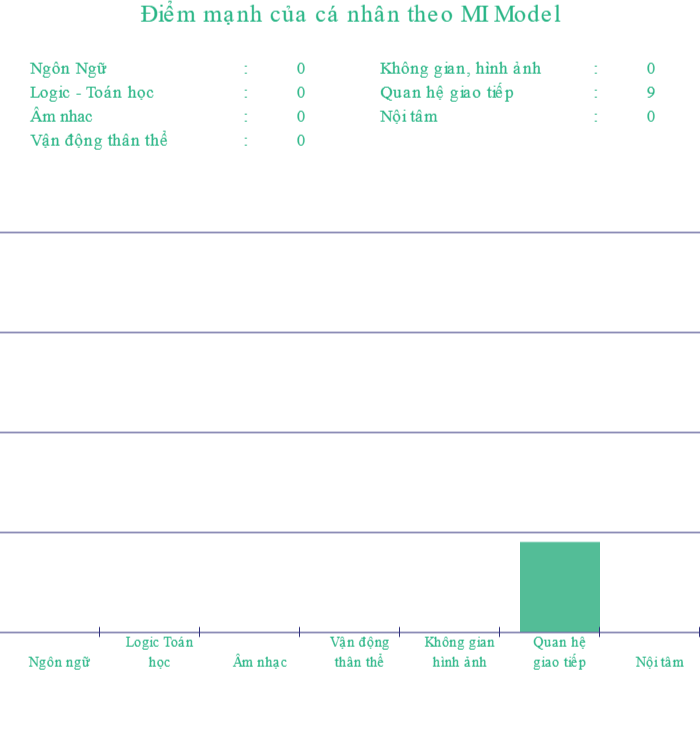 Điểm mạnh của cá nhân theo MI Model
Ngôn Ngữ : 0 Không gian, hình ảnh : 0
Logic - Toán học : 0 Quan hệ giao tiếp : 9
Âm nhac : 0 Nội tâm : 0
Vận động thân thể : 0
Logic Toán Vận động Không gian Quan hệ
Ngôn ngữ học Âm nhạc thân thể hình ảnh giao tiếp Nội tâm